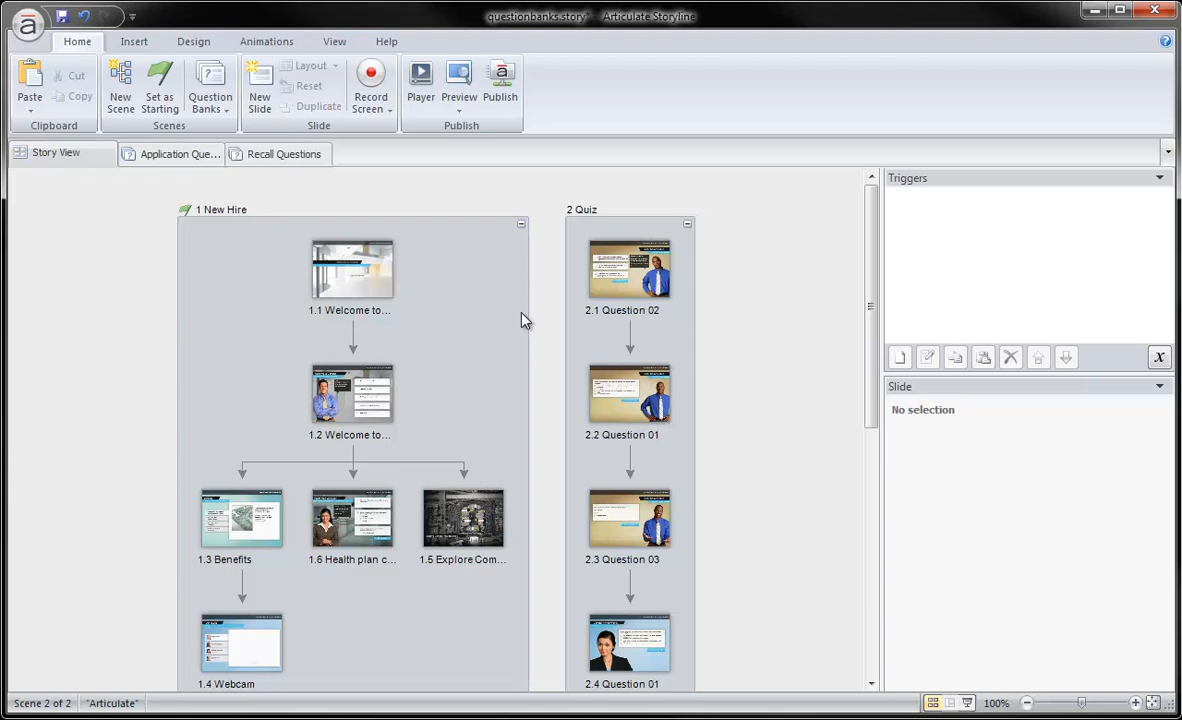 questionbanks.story* - Articulate Storyline
Home
Insert
Design
Animations
View
Help
Paste
Cut
Copy
Clipboard
New Scene
Set as Starting
Question Banks
Scenes
New Slide
Layout
Reset
Duplicate
Slide
Record Screen
Player
Preview
Publish
Publish
Story View
Application Que...
Recall Questions
Triggers
1 New Hire
2 Quiz
1.1 Welcome to...
2.1 Question 02
x
Slide
No selection
1.2 Welcome to...
2.2 Question 01
1.3 Benefits
1.6 Health plan c...
1.5 Explore Com...
2.3 Question 03
1.4 Webcam
2.4 Question 01
Scene 2 of 2
"Articulate"
100%